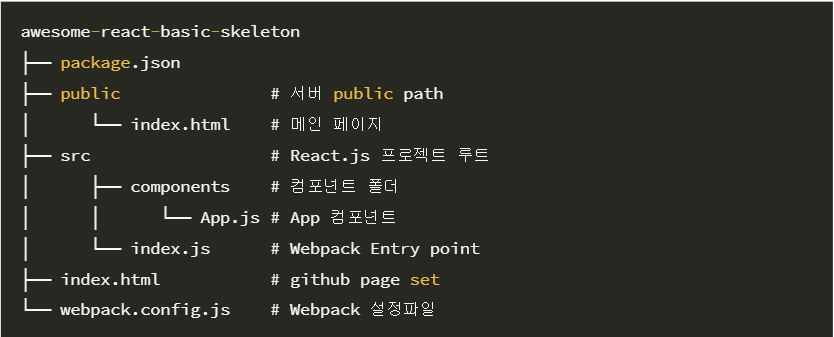 awesome-react-basic-skeleton
├── package.json
├── public # 서버 public path
│ └── index.html # 메인 페이지
├── src # React.js 프로젝트 루트
│ ├── components # 컴포넌트 폴더
│ │ └── App.js # App 컴포넌트
│ └── index.js # Webpack Entry point
├── index.html # github page set
└── webpack.config.js # Webpack 설정파일